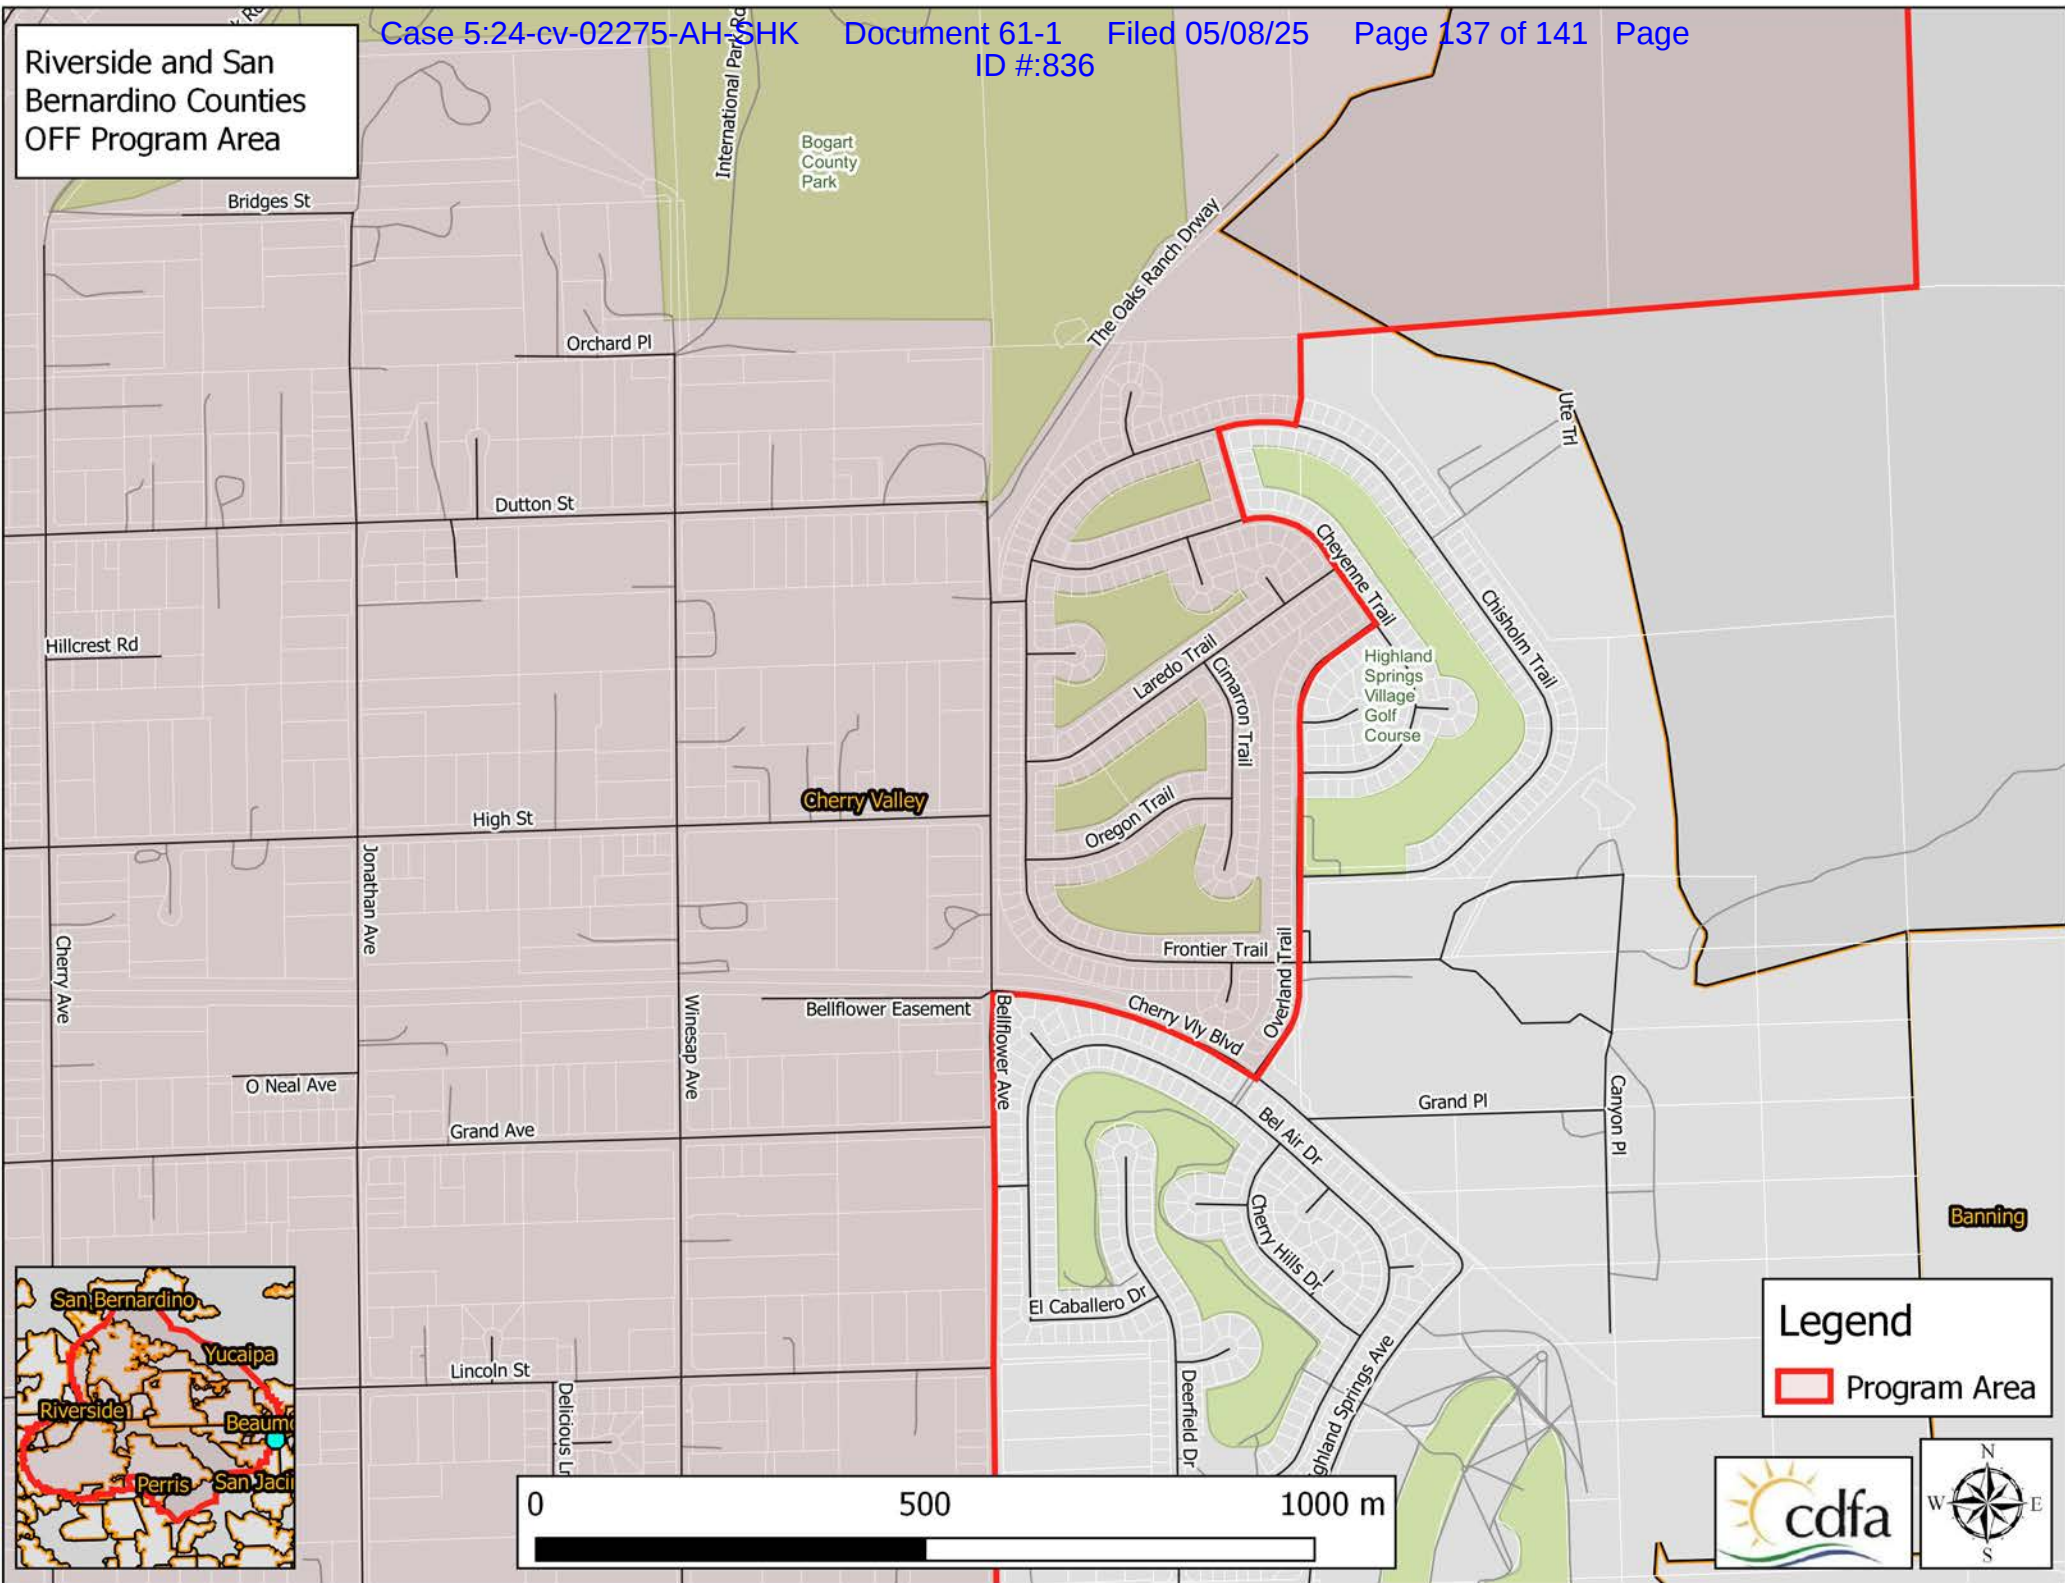 Case 5:24-cv-02275-AH-SHK Document 61-1 Filed 05/08/25 Page 137 of 141 Page
ID #:836
Riverside and San
Bernardino Counties
OFF Program Area
International Park Rd
Bogart
County
Park
Bridges St
The Oaks Ranch Drway
Orchard Pl
Ute Trl
Dutton St
Cheyenne Trail
Chisholm Trail
Hillcrest Rd
Laredo Trail
Cimarron Trail
Highland
Springs
Village
Golf
Course
Cherry Valley
High St
Oregon Trail
Jonathan Ave
Cherry Ave
Frontier Trail
Overland Trail
Winesap Ave
Bellflower Easement
Bellflower Ave
Cherry Vly Blvd
O Neal Ave
Grand Ave
Grand Pl
Canyon Pl
Bel Air Dr
Cherry Hills Dr
Banning
El Caballero Dr
Lincoln St
Delicious Ln
Deerfield Dr
ghland Springs Ave
San Bernardino
Yucaipa
Riverside
Beaumo
Perris
San Jacin
Legend
Program Area
0 500 1000 m
cdfa
N
W E
S